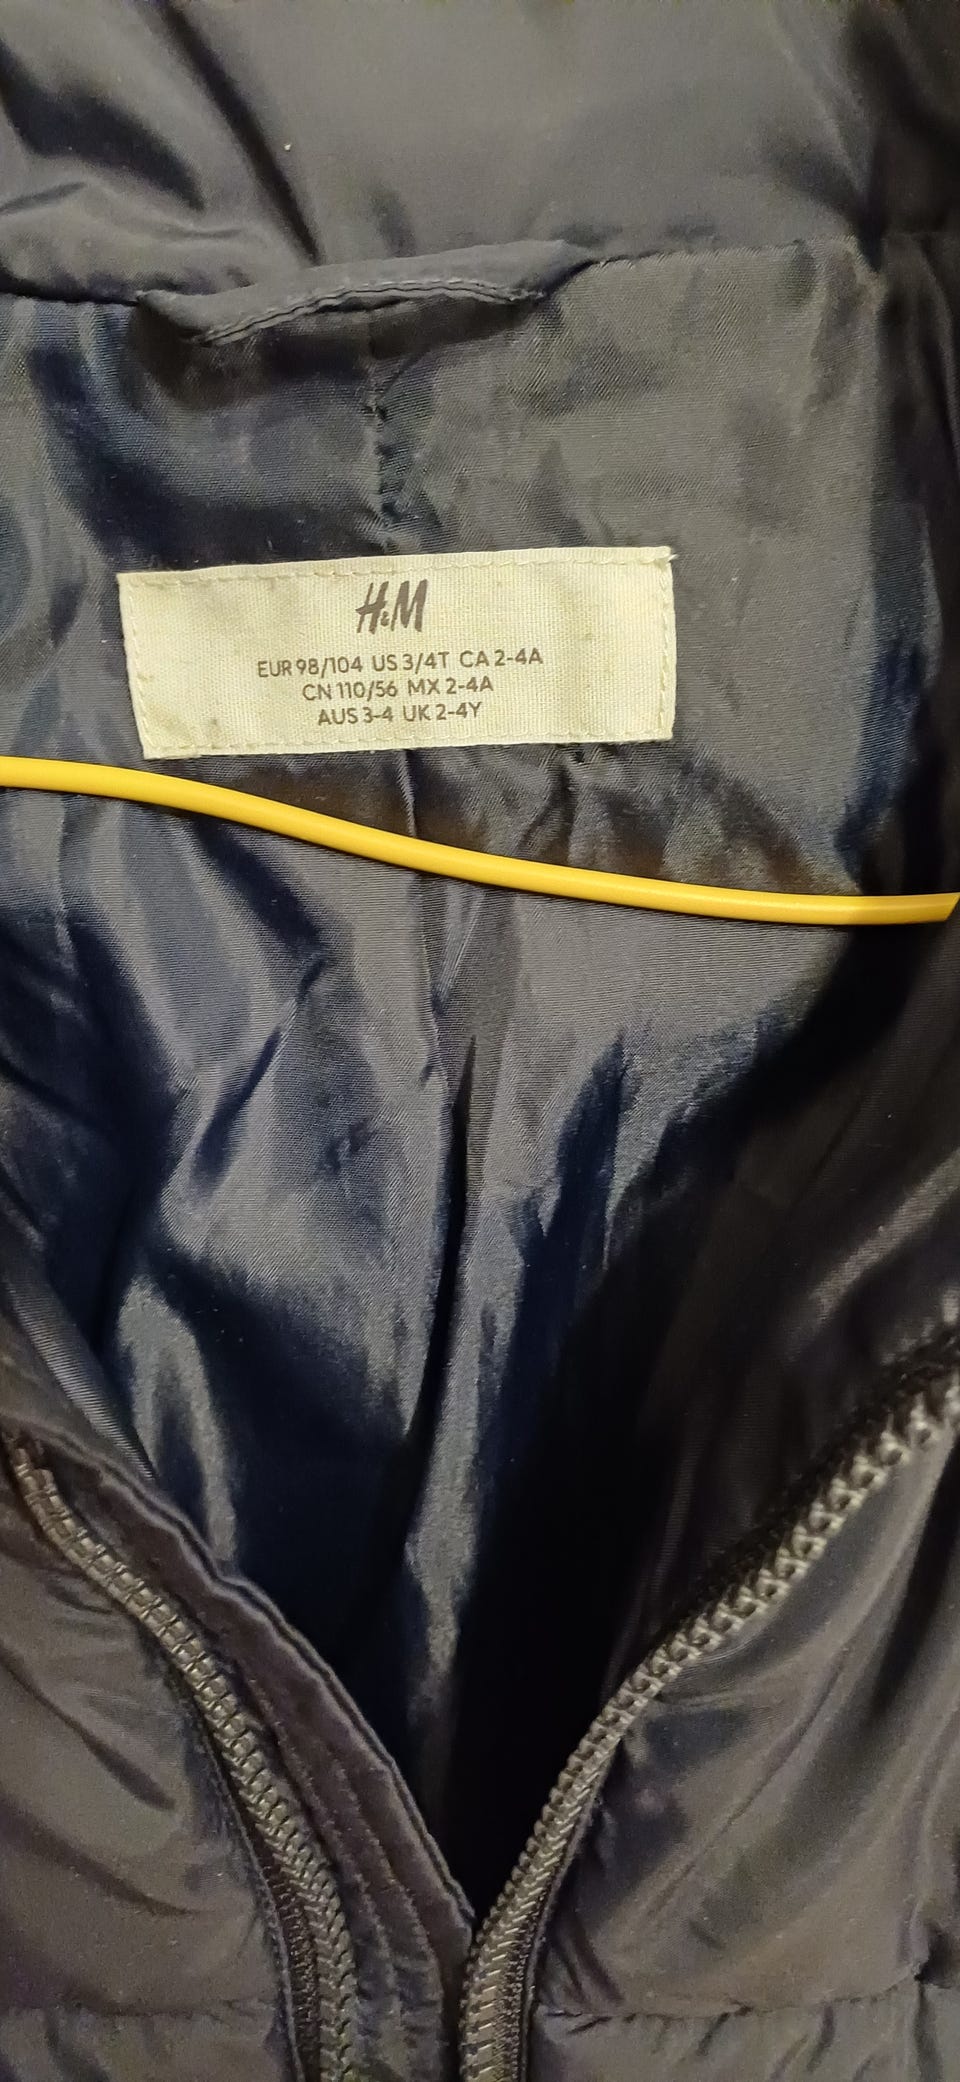 H&M
EUR 98/104 US 3/4T CA 2-4A
CN 110/56 MX 2-4A
AUS 3-4 UK 2-4Y